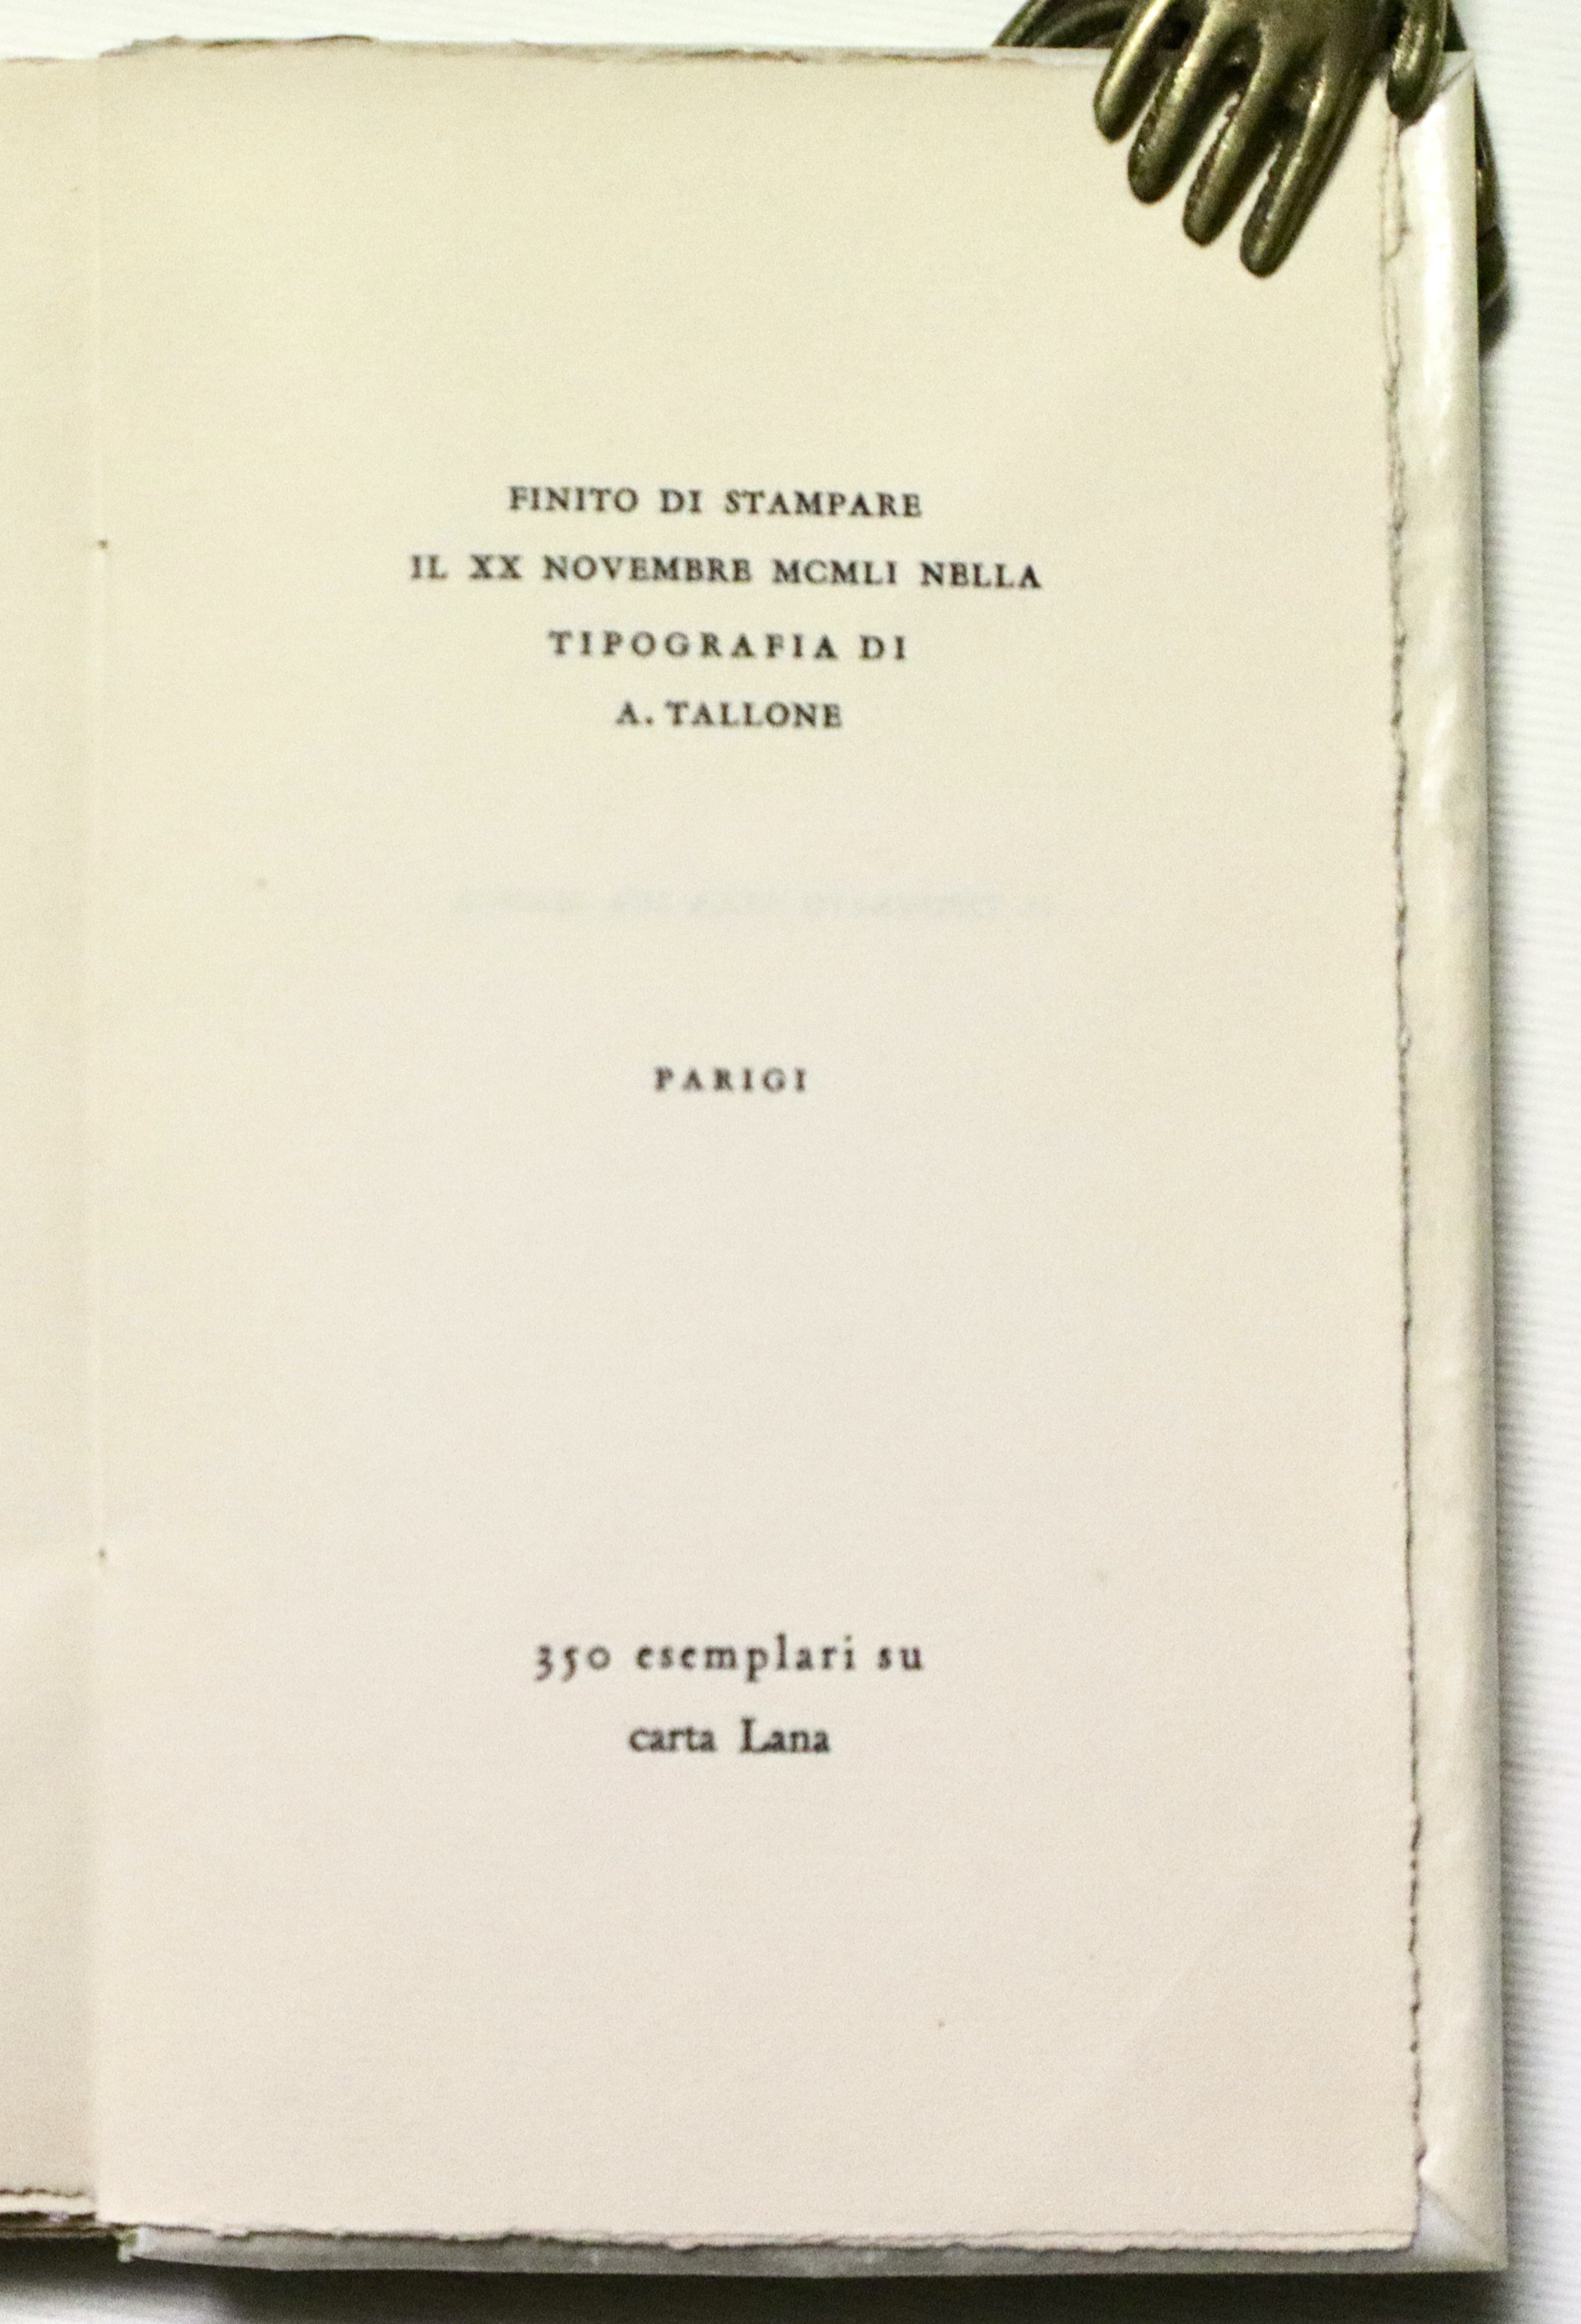 FINITO DI STAMPARE
IL XX NOVEMBRE MCMLI NELLA
TIPOGRAFIA DI
A. TALLONE
PARIGI
350 esemplari su
carta Lana